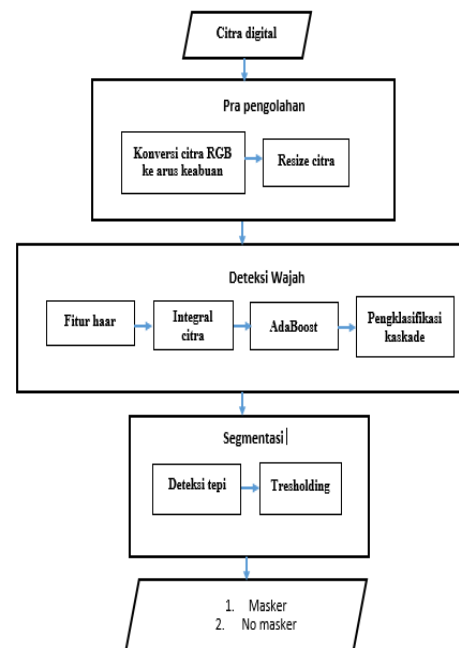 Citra digital
Pra pengolahan
Konversi citra RGB
ke arus keabuan
Resize citra
Deteksi Wajah
Fitur haar
Integral
citra
AdaBoost
Pengklasifikasi
kaskade
Segmentasi
Deteksi tepi
Tresholding
1. Masker
2. No masker